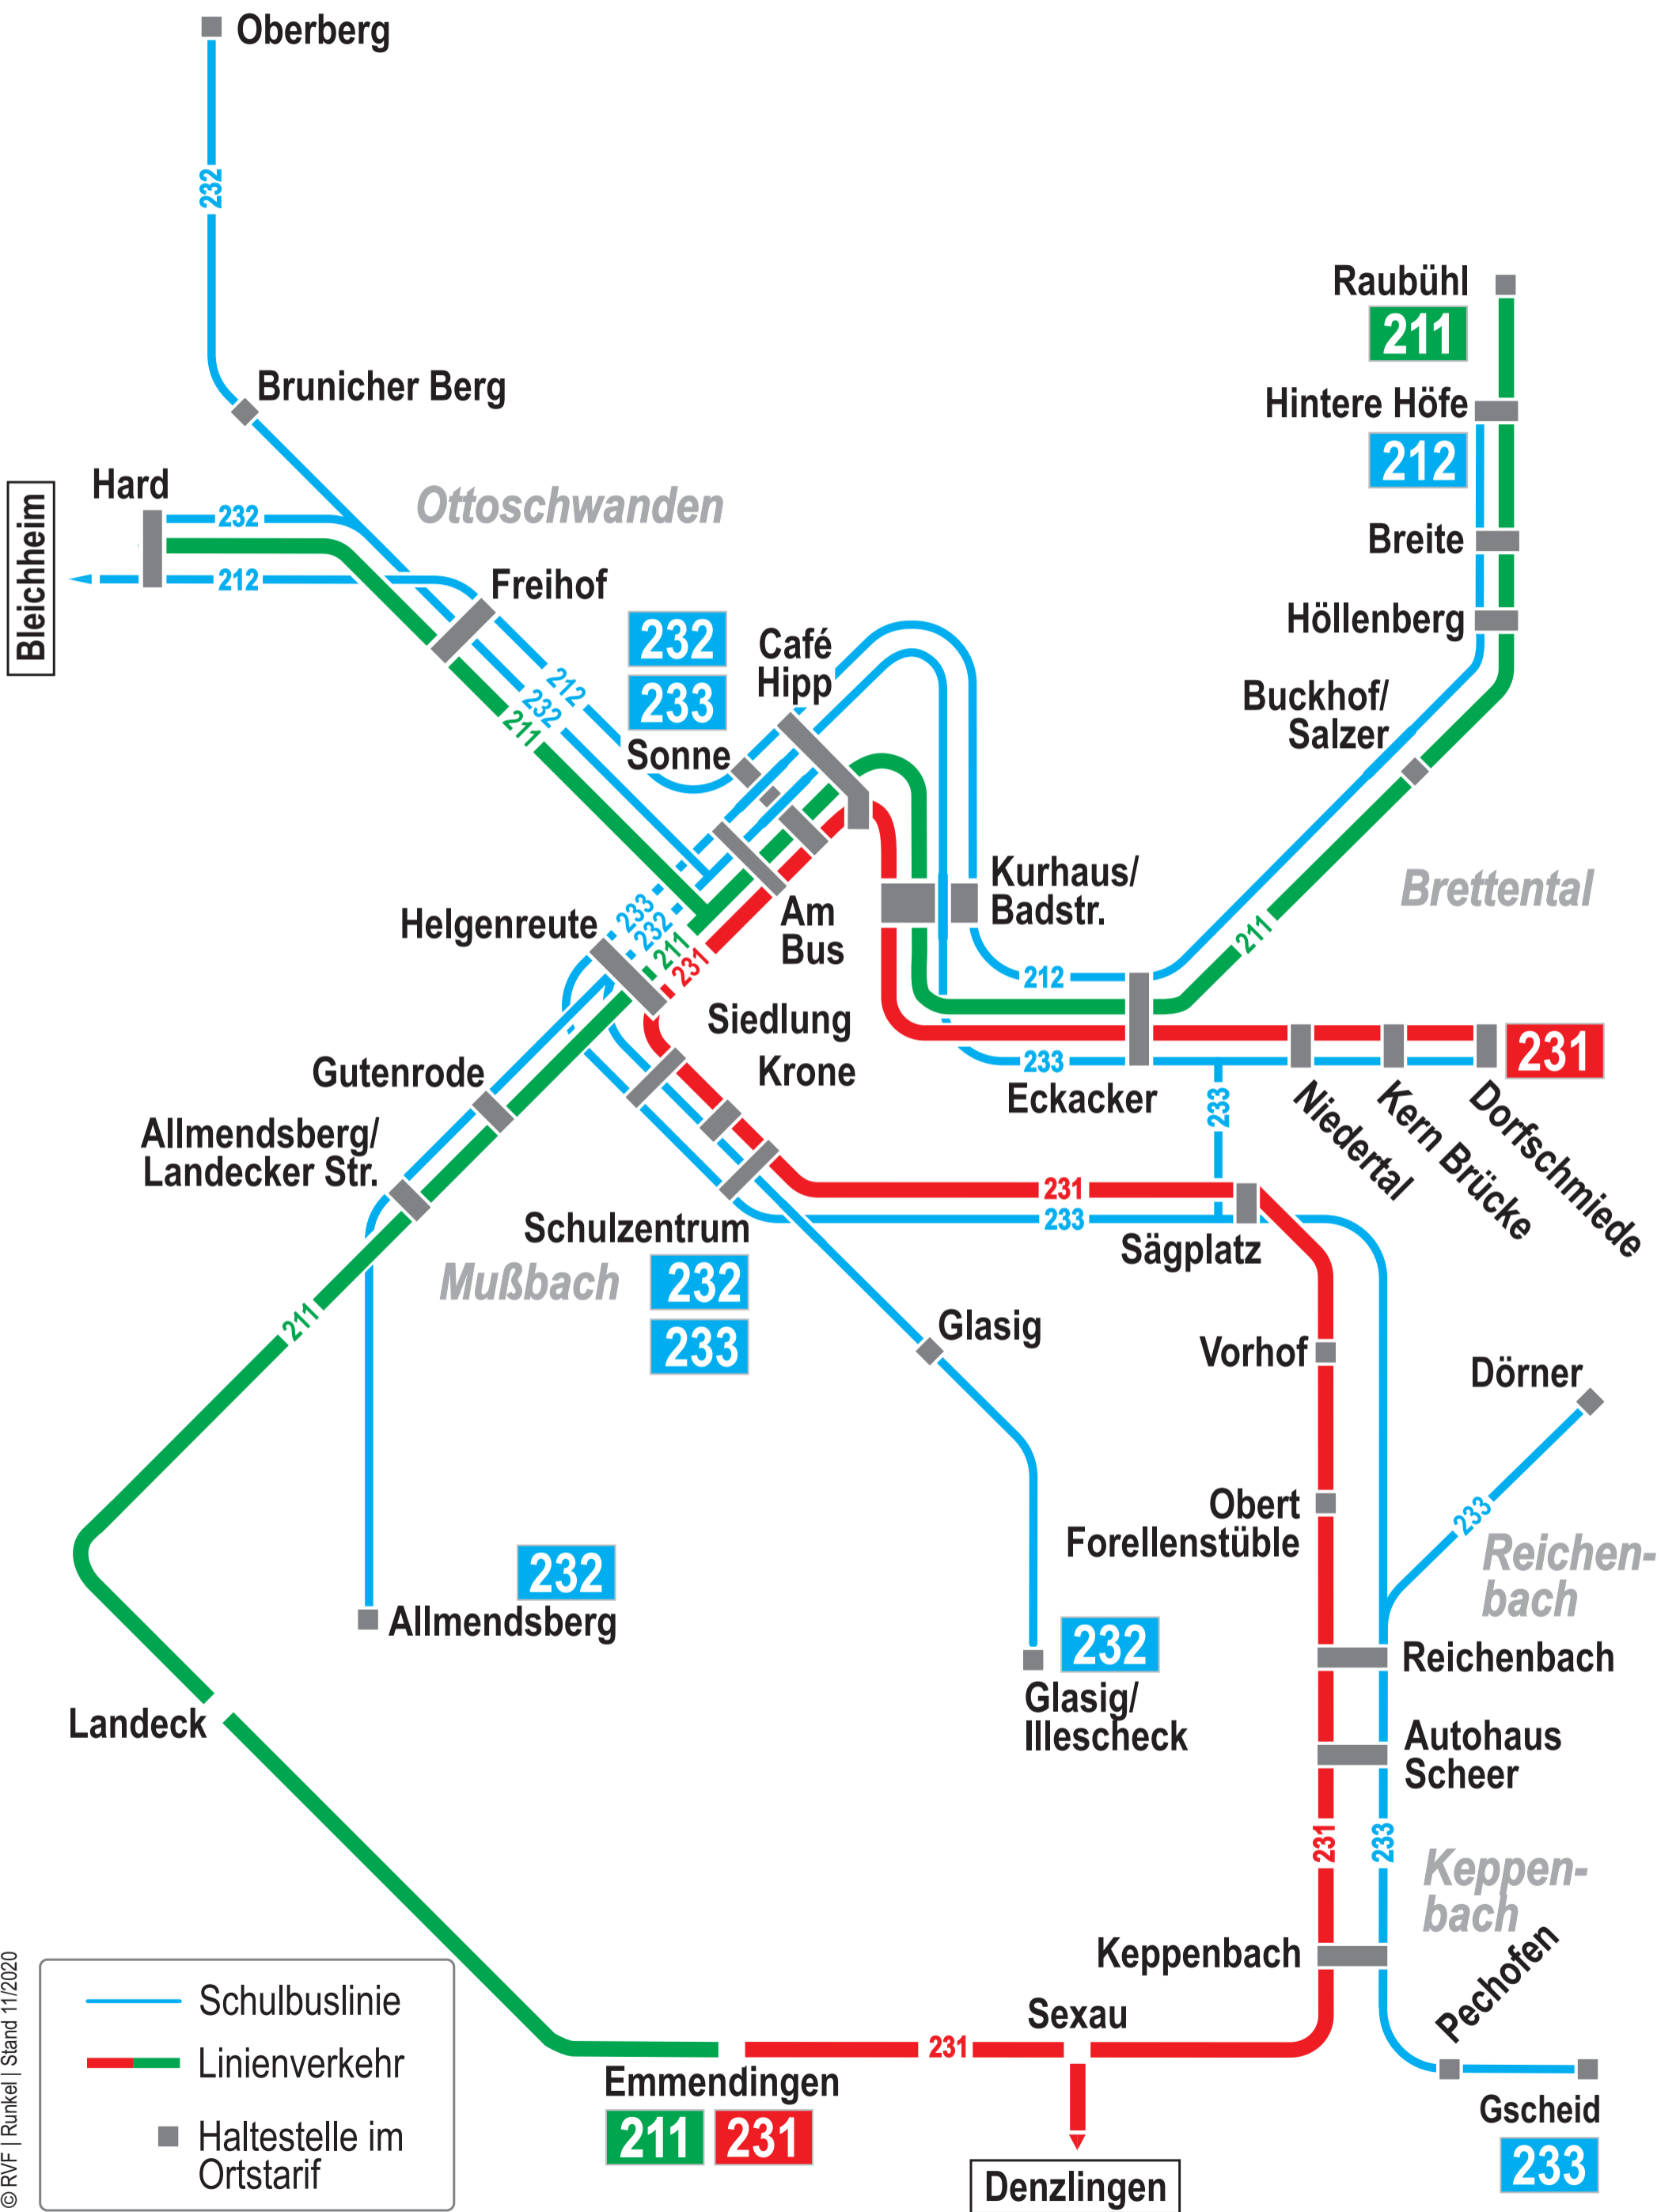 Oberberg
232
Raubühl
211
Brunicher Berg
Hintere Höfe
212
Hard
232
Ottoschwanden
Bleichheim
212
Freihof
Breite
232
233
Sonne
Café
Hipp
Höllenberg
212
232
211
Buckhof/
Salzer
Kurhaus/
Badstr.
Brettental
Helgenreute
233
232
211
231
Am
Bus
211
212
Siedlung
Krone
231
233
Eckacker
233
Niedertal
Kern Brücke
Dorfschmiede
Gutenrode
Allmendsberg/
Landecker Str.
231
233
Schulzentrum
232
233
Sägplatz
Mußbach
211
Glasig
Vorhof
Dörner
Obert
Forellenstüble
233
Reichen-
bach
232
Allmendsberg
232
Glasig/
Illescheck
Reichenbach
Landeck
Autohaus
Scheer
231
233
Keppen-
bach
Keppenbach
Pechofen
Sexau
231
Emmendingen
211
231
Gscheid
233
Denzlingen
Schulbuslinie
Linienverkehr
Haltestelle im
Ortstarif
© RVF | Runkel | Stand 11/2020